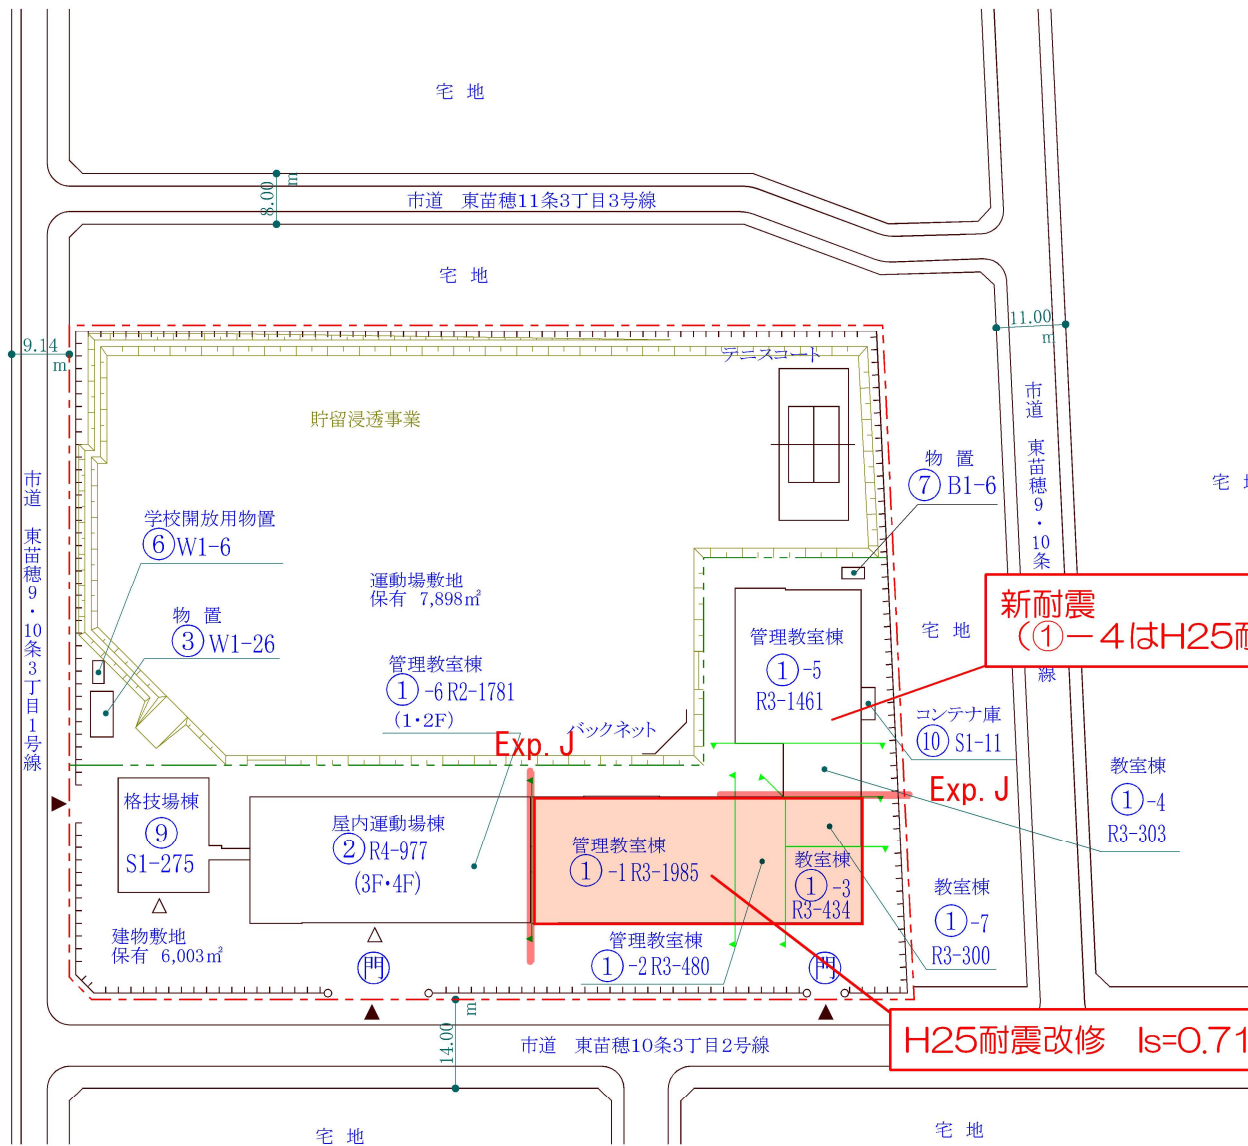 宅 地
8.00
m
市道 東苗穂11条3丁目3号線
宅 地
9.14
m
11.00
m
テニスコート
貯留浸透事業
市道 東苗穂9・10条
線
宅 地
物 置
⑦ B1-6
市道 東苗穂9・10条3丁目1号線
学校開放用物置
⑥ W1-6
運動場敷地
保有 7,898㎡
物 置
③ W1-26
新耐震
(①－4はH25耐
管理教室棟
①-5
R3-1461
宅 地
管理教室棟
①-6 R2-1781
(1・2F)
バックネット
コンテナ庫
⑩ S1-11
Exp. J
教室棟
①-4
R3-303
Exp. J
格技場棟
⑨
S1-275
屋内運動場棟
② R4-977
(3F・4F)
管理教室棟
①-1 R3-1985
教室棟
①-3
R3-434
教室棟
①-7
R3-300
建物敷地
保有 6,003㎡
管理教室棟
①-2 R3-480
門
門
14.00
m
市道 東苗穂10条3丁目2号線
H25耐震改修 Is=0.71
宅 地
宅 地